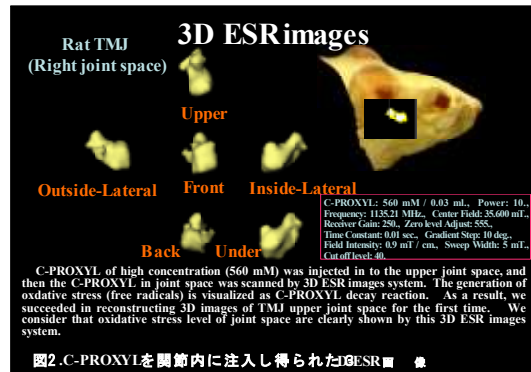 3D ESR images
Rat TMJ
(Right joint space)
Upper
Outside-Lateral
Front
Inside-Lateral
Back
Under
C-PROXYL: 560 mM / 0.03 ml., Power: 10.,
Frequency: 1135.21 MHz., Center Field: 35.600 mT.,
Receiver Gain: 250., Zero level Adjust: 555.,
Time Constant: 0.01 sec., Gradient Step: 10 deg.,
Field Intensity: 0.9 mT / cm., Sweep Width: 5 mT.,
Cut off level: 40.
C-PROXYL of high concentration (560 mM) was injected in to the upper joint space, and
then the C-PROXYL in joint space was scanned by 3D ESR images system. The generation of
oxdative stress (free radicals) is visualized as C-PROXYL decay reaction. As a result, we
succeeded in reconstructing 3D images of TMJ upper joint space for the first time. We
consider that oxidative stress level of joint space are clearly shown by this 3D ESR images
system.
図2.C-PROXYLを関節内に注入し得られた3DESR画 像